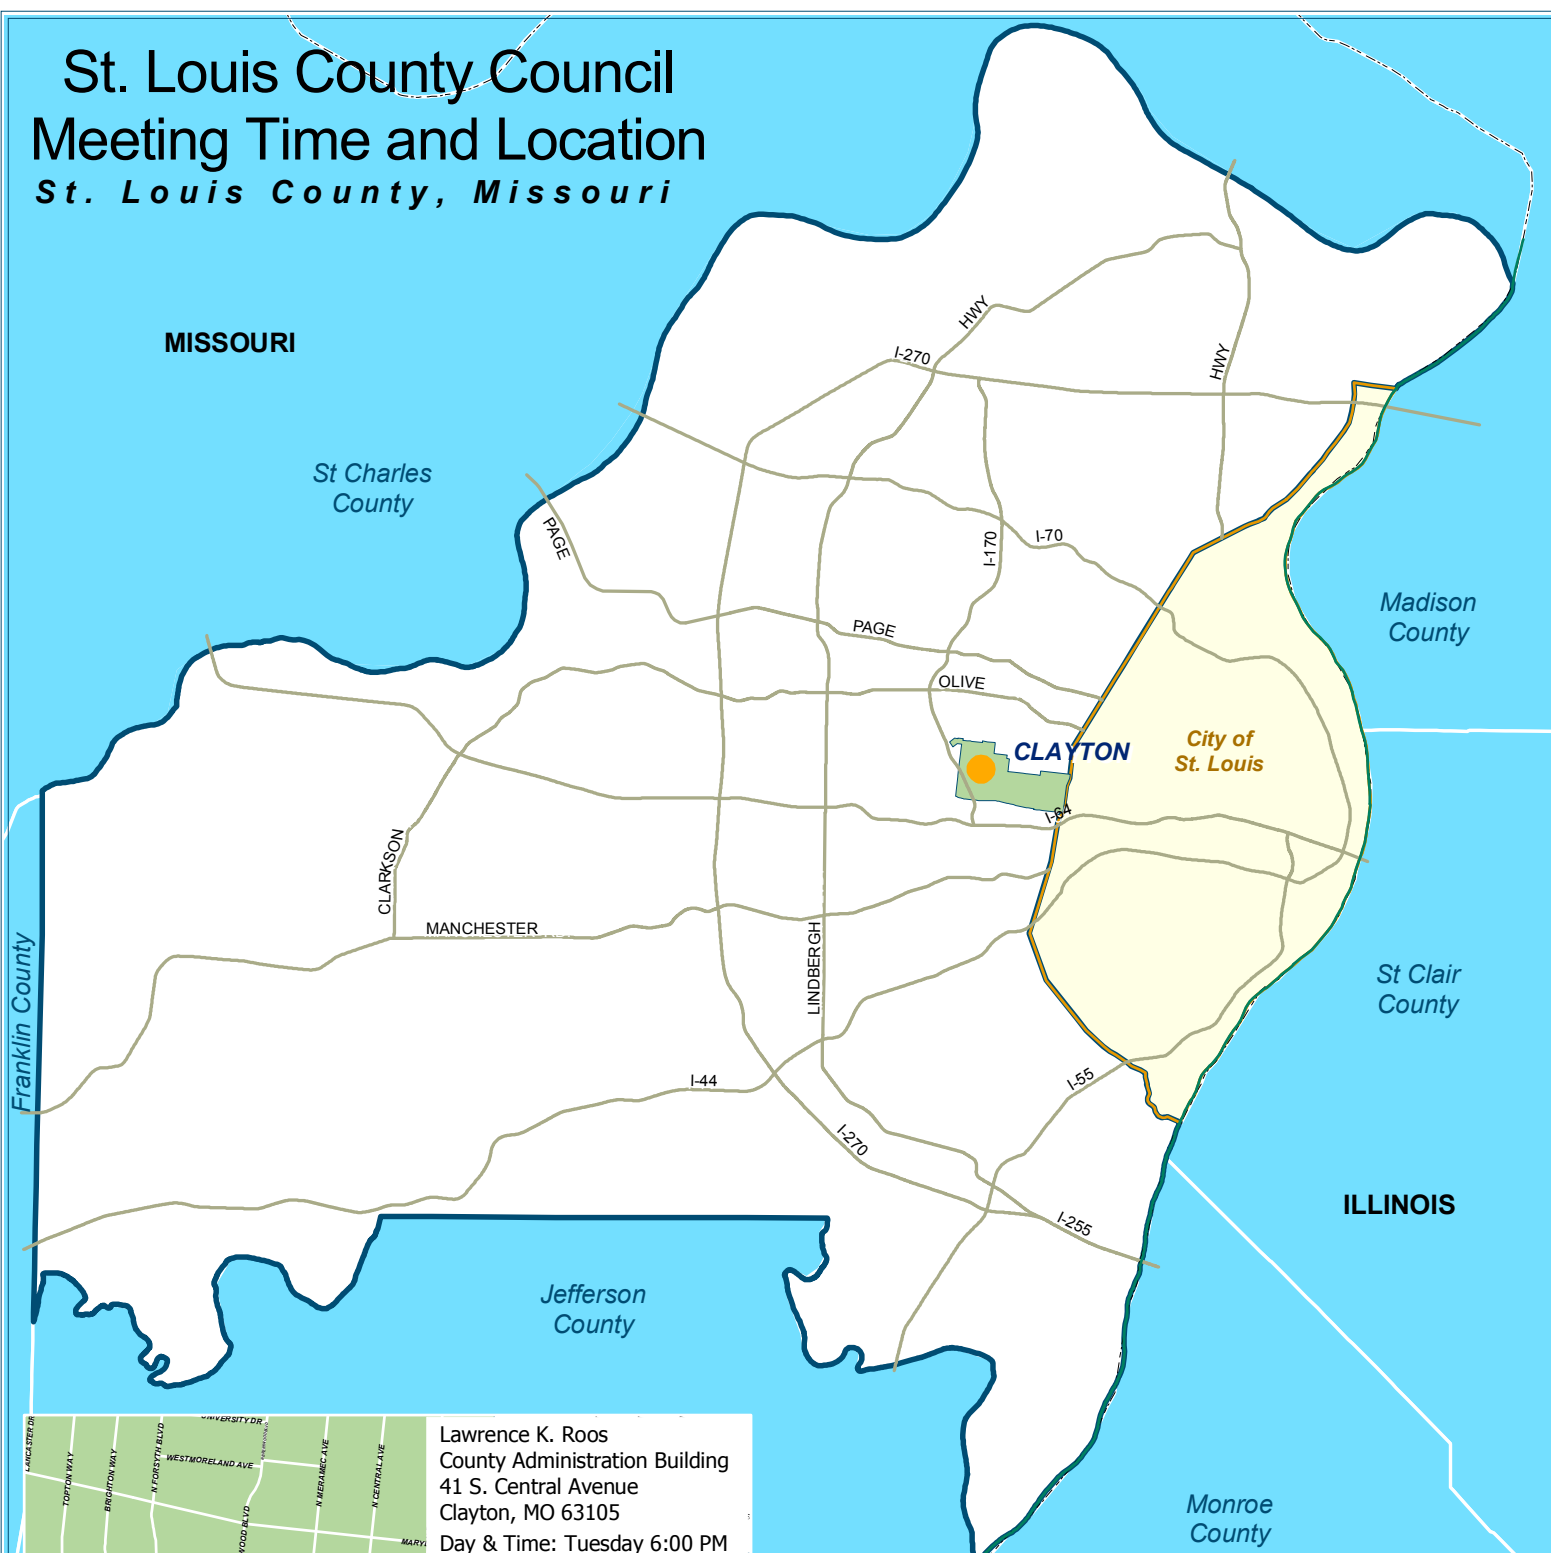 St. Louis County Council
Meeting Time and Location
St. Louis County, Missouri
MISSOURI
HWY
I-270
HWY
St Charles
County
PAGE
I-170
I-70
Madison
County
PAGE
OLIVE
CLAYTON
City of
St. Louis
I-64
CLARKSON
MANCHESTER
LINDBERGH
Franklin County
St Clair
County
I-44
I-55
I-270
I-255
ILLINOIS
Jefferson
County
Monroe
County
LANCASTER DR
TOPTON WAY
BRIGHTON WAY
N FORSYTH BLVD
UNIVERSITY DR
WESTMORELAND AVE
N MERAMEC AVE
N CENTRAL AVE
Lawrence K. Roos
County Administration Building
41 S. Central Avenue
Clayton, MO 63105
Day & Time: Tuesday 6:00 PM